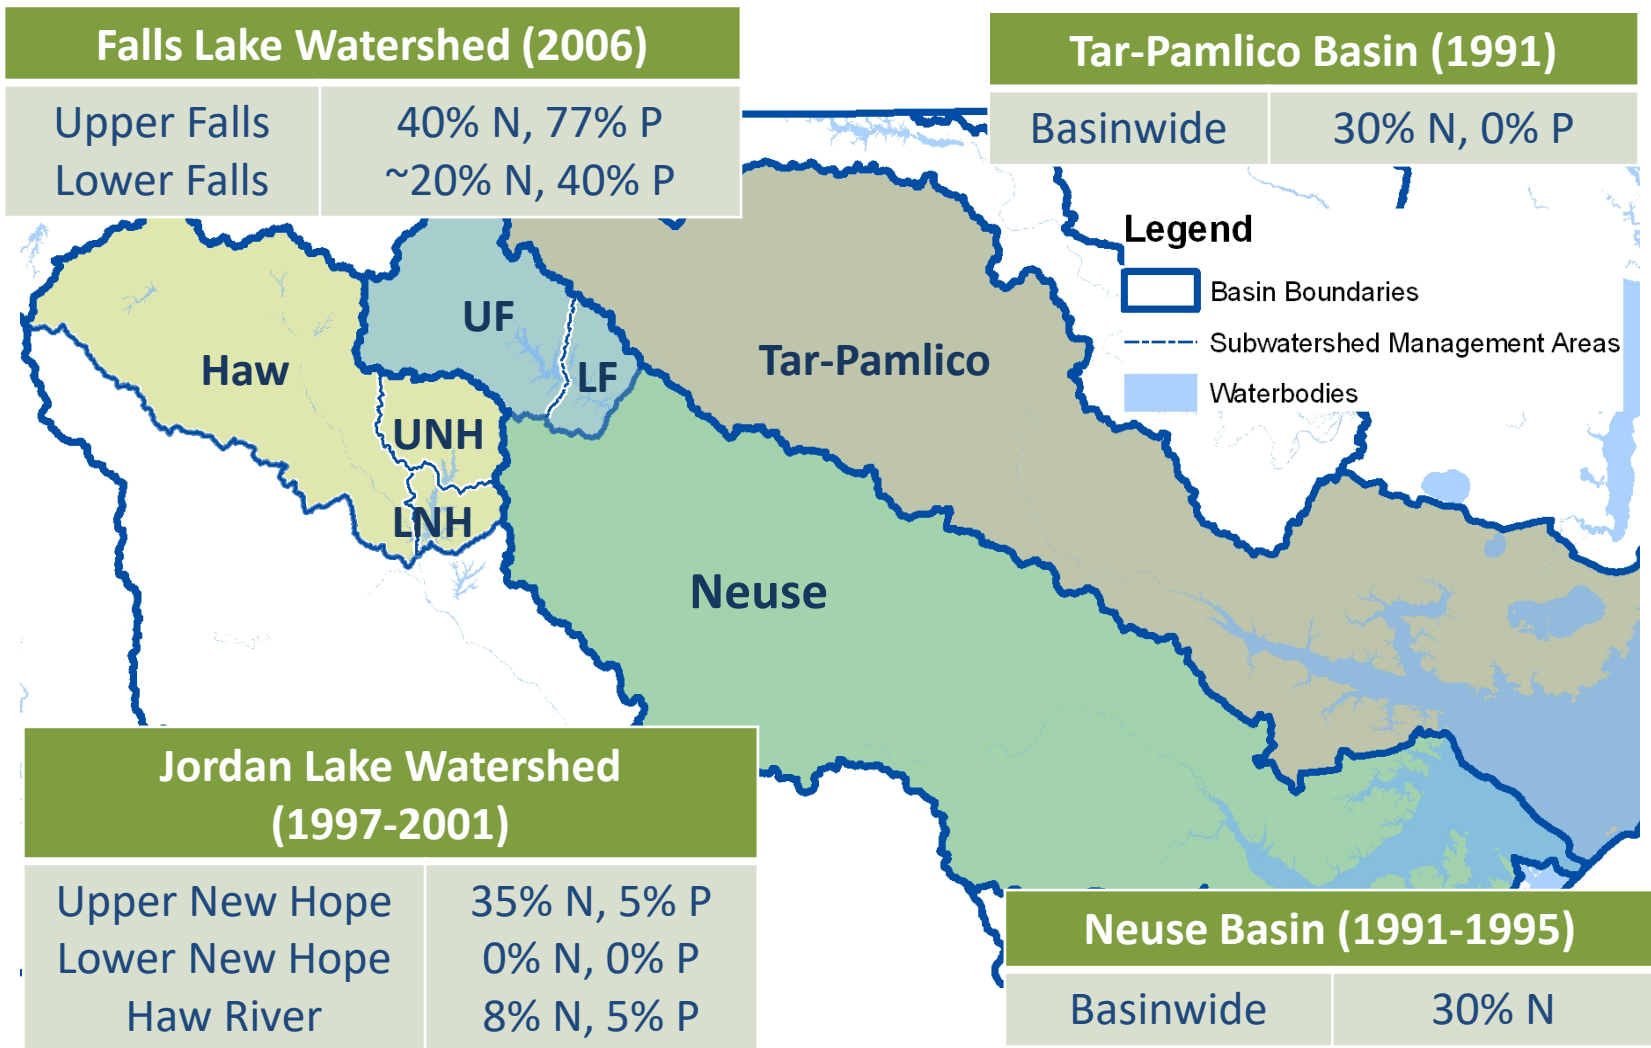 Falls Lake Watershed (2006)
Upper Falls 40% N, 77% P
Lower Falls ~20% N, 40% P
Tar-Pamlico Basin (1991)
Basinwide 30% N, 0% P
Legend
Basin Boundaries
Subwatershed Management Areas
Waterbodies
UF
LF
Haw
Tar-Pamlico
UNH
LNH
Neuse
Jordan Lake Watershed
(1997-2001)
Upper New Hope 35% N, 5% P
Lower New Hope 0% N, 0% P
Haw River 8% N, 5% P
Neuse Basin (1991-1995)
Basinwide 30% N